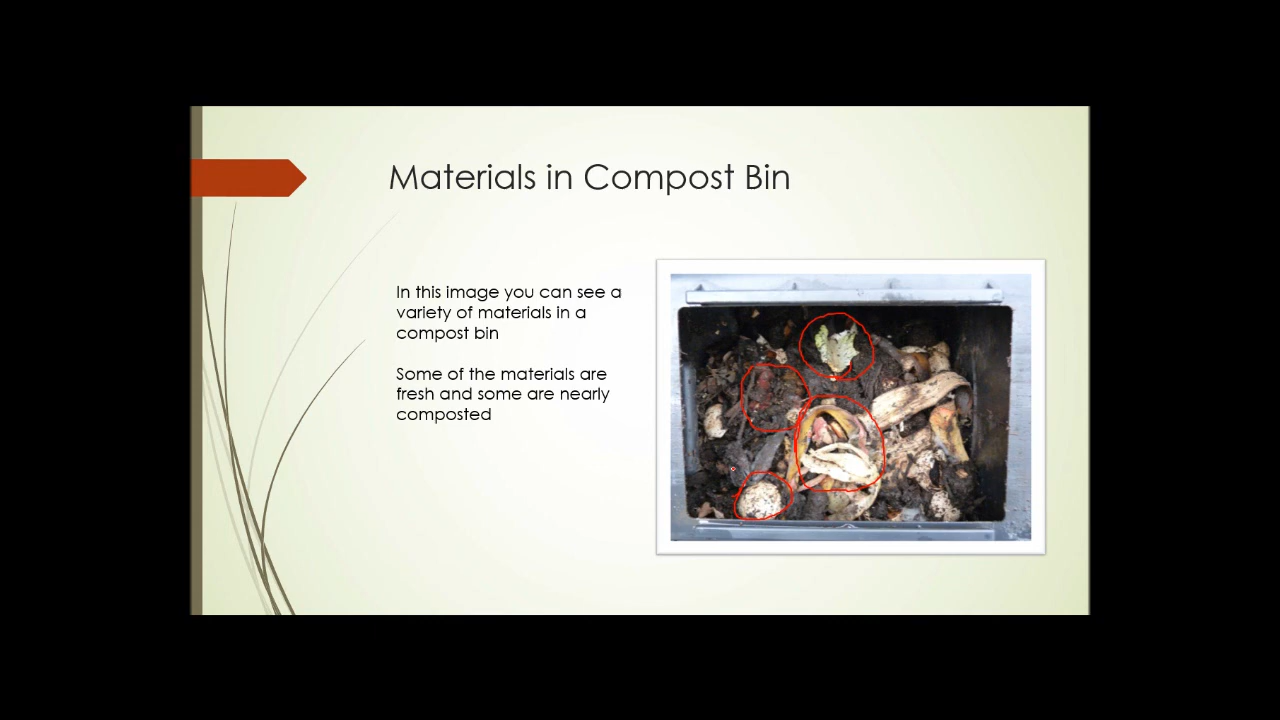 Materials in Compost Bin
In this image you can see a
variety of materials in a
compost bin
Some of the materials are
fresh and some are nearly
composted